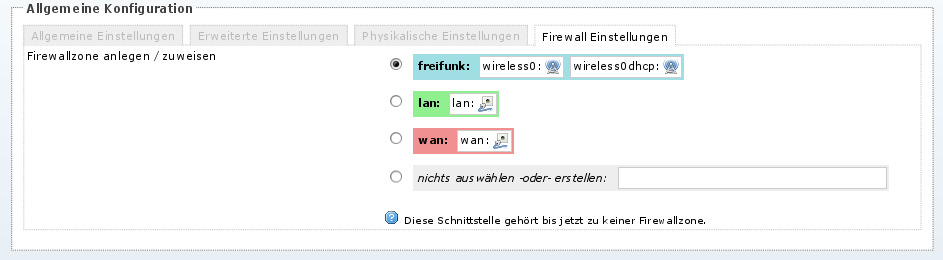 Allgemeine Konfiguration
Allgemeine Einstellungen Erweiterte Einstellungen Physikalische Einstellungen Firewall Einstellungen
Firewallzone anlegen / zuweisen
freifunk: wireless0: wireless0dhcp:
lan: lan:
wan: wan:
nichts auswählen -oder- erstellen:
Diese Schnittstelle gehört bis jetzt zu keiner Firewallzone.